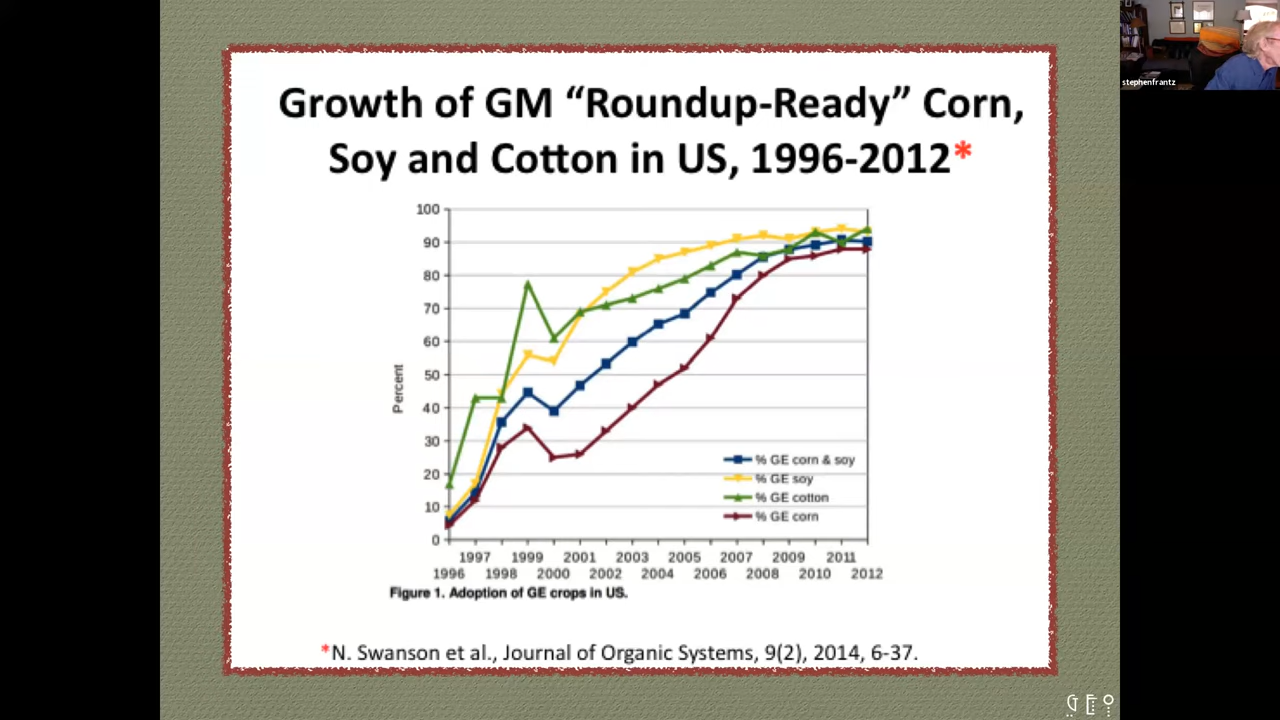 Growth of GM “Roundup-Ready” Corn,
Soy and Cotton in US, 1996-2012*
100
90
80
70
60
50
40
30
20
10
0
Percent
% GE corn & soy
% GE soy
% GE cotton
% GE corn
1997 1999 2001 2003 2005 2007 2009 2011
1996 1998 2000 2002 2004 2006 2008 2010 2012
Figure 1. Adoption of GE crops in US.
*N. Swanson et al., Journal of Organic Systems, 9(2), 2014, 6-37.
stephenfrantz
GEO